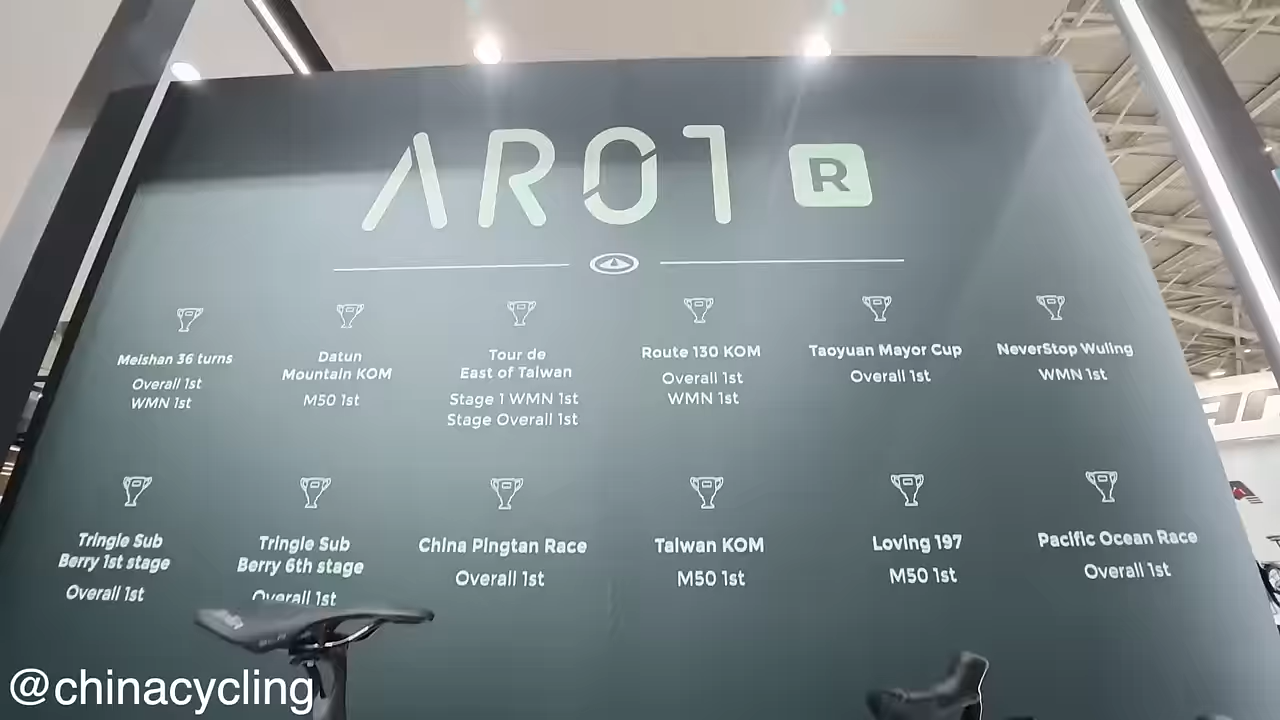 AR01 R
Meishan 36 turns
Overall 1st
WMN 1st
Datun
Mountain KOM
M50 1st
Tour de
East of Taiwan
Stage 1 WMN 1st
Stage Overall 1st
Route 130 KOM
Overall 1st
WMN 1st
Taoyuan Mayor Cup
Overall 1st
NeverStop Wuling
WMN 1st
Tringle Sub
Berry 1st stage
Overall 1st
Tringle Sub
Berry 6th stage
Overall 1st
China Pingtan Race
Overall 1st
Taiwan KOM
M50 1st
Loving 197
M50 1st
Pacific Ocean Race
Overall 1st
@chinacycling